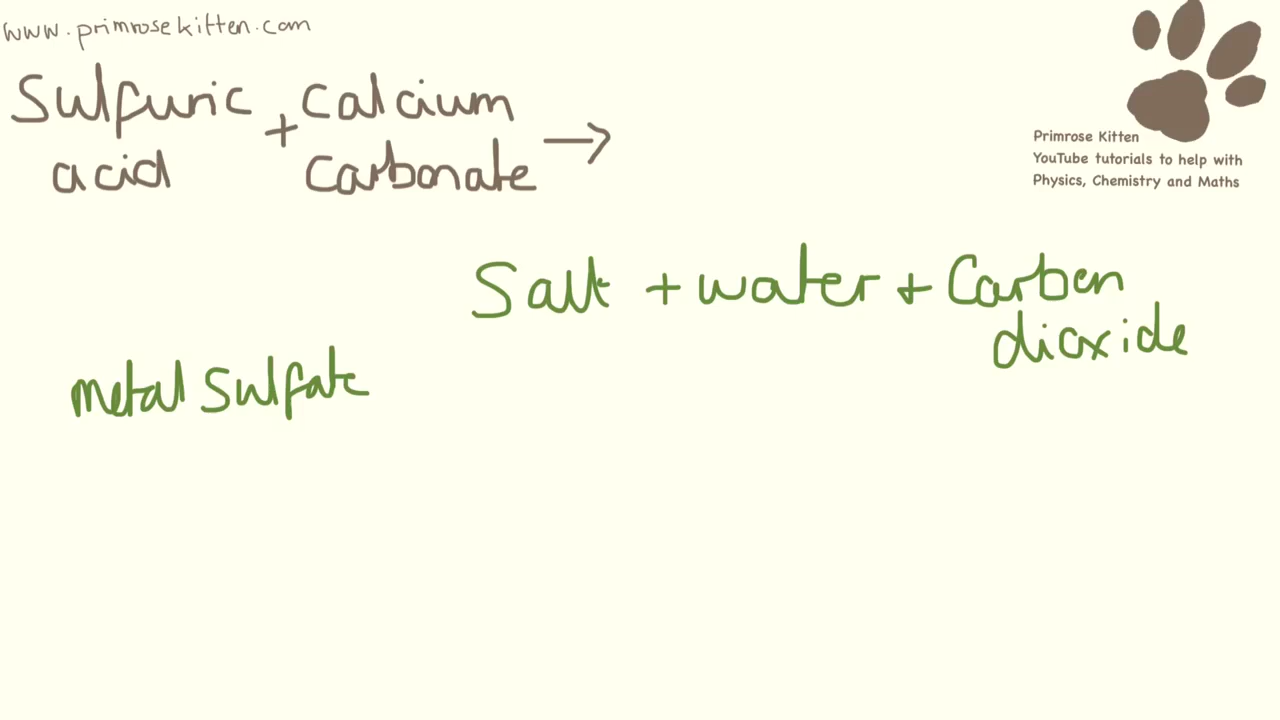 www.primrosekitten.com
Sulfuric + calcium
acid carbonate →
Primrose Kitten
YouTube tutorials to help with
Physics, Chemistry and Maths
Salt + water + Carbon
dioxide
metal sulfate